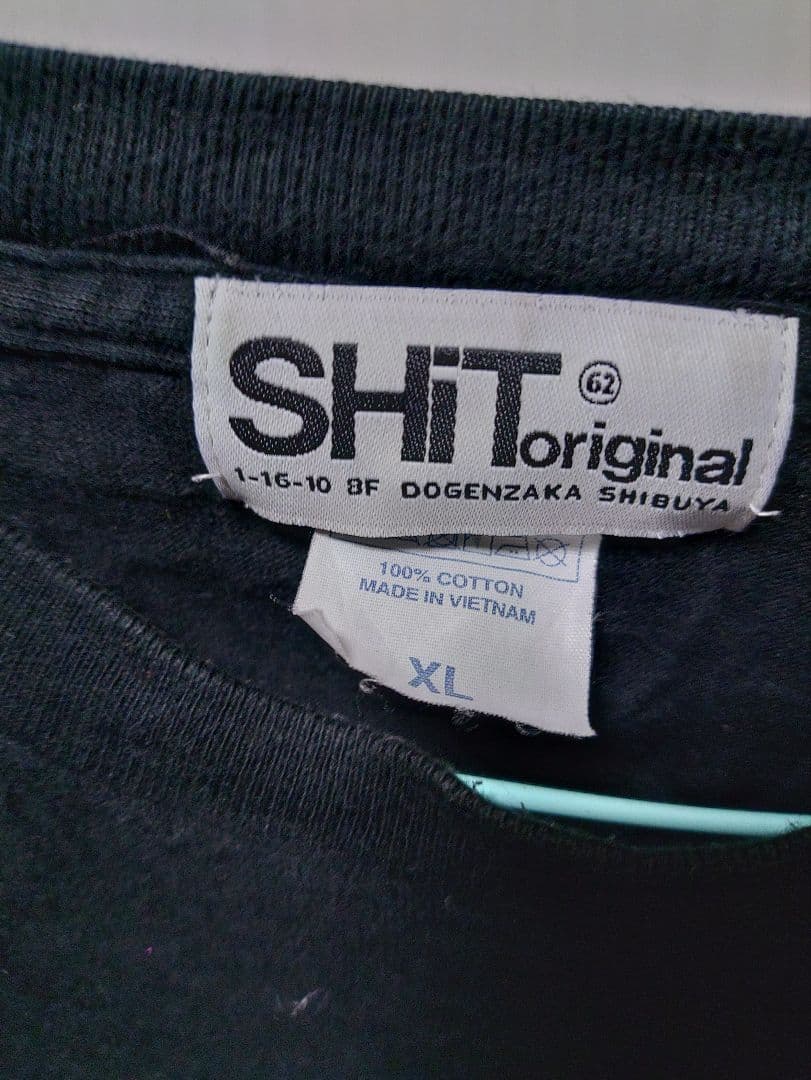 SHiT 62
original
1-16-10 8F DOGENZAKA SHIBUYA
100% COTTON
MADE IN VIETNAM
XL